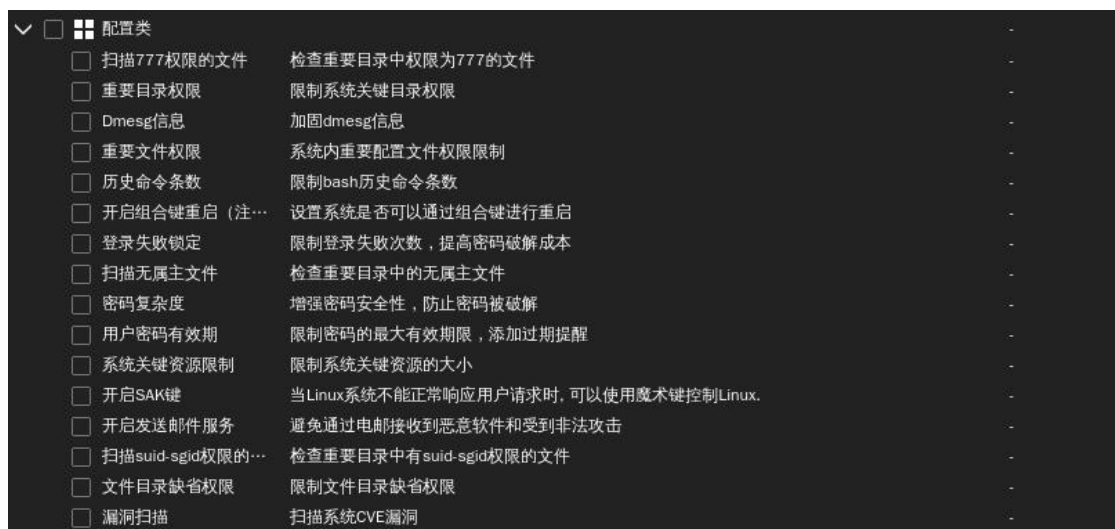 配置类 -
扫描777权限的文件 检查重要目录中权限为777的文件 -
重要目录权限 限制系统关键目录权限 -
Dmesg信息 加固dmesg信息 -
重要文件权限 系统内重要配置文件权限限制 -
历史命令条数 限制bash历史命令条数 -
开启组合键重启（注… 设置系统是否可以通过组合键进行重启 -
登录失败锁定 限制登录失败次数，提高密码破解成本 -
扫描无属主文件 检查重要目录中的无属主文件 -
密码复杂度 增强密码安全性，防止密码被破解 -
用户密码有效期 限制密码的最大有效期限，添加过期提醒 -
系统关键资源限制 限制系统关键资源的大小 -
开启SAK键 当Linux系统不能正常响应用户请求时, 可以使用魔术键控制Linux. -
开启发送邮件服务 避免通过电邮接收到恶意软件和受到非法攻击 -
扫描suid-sgid权限的… 检查重要目录中有suid-sgid权限的文件 -
文件目录缺省权限 限制文件目录缺省权限 -
漏洞扫描 扫描系统CVE漏洞 -